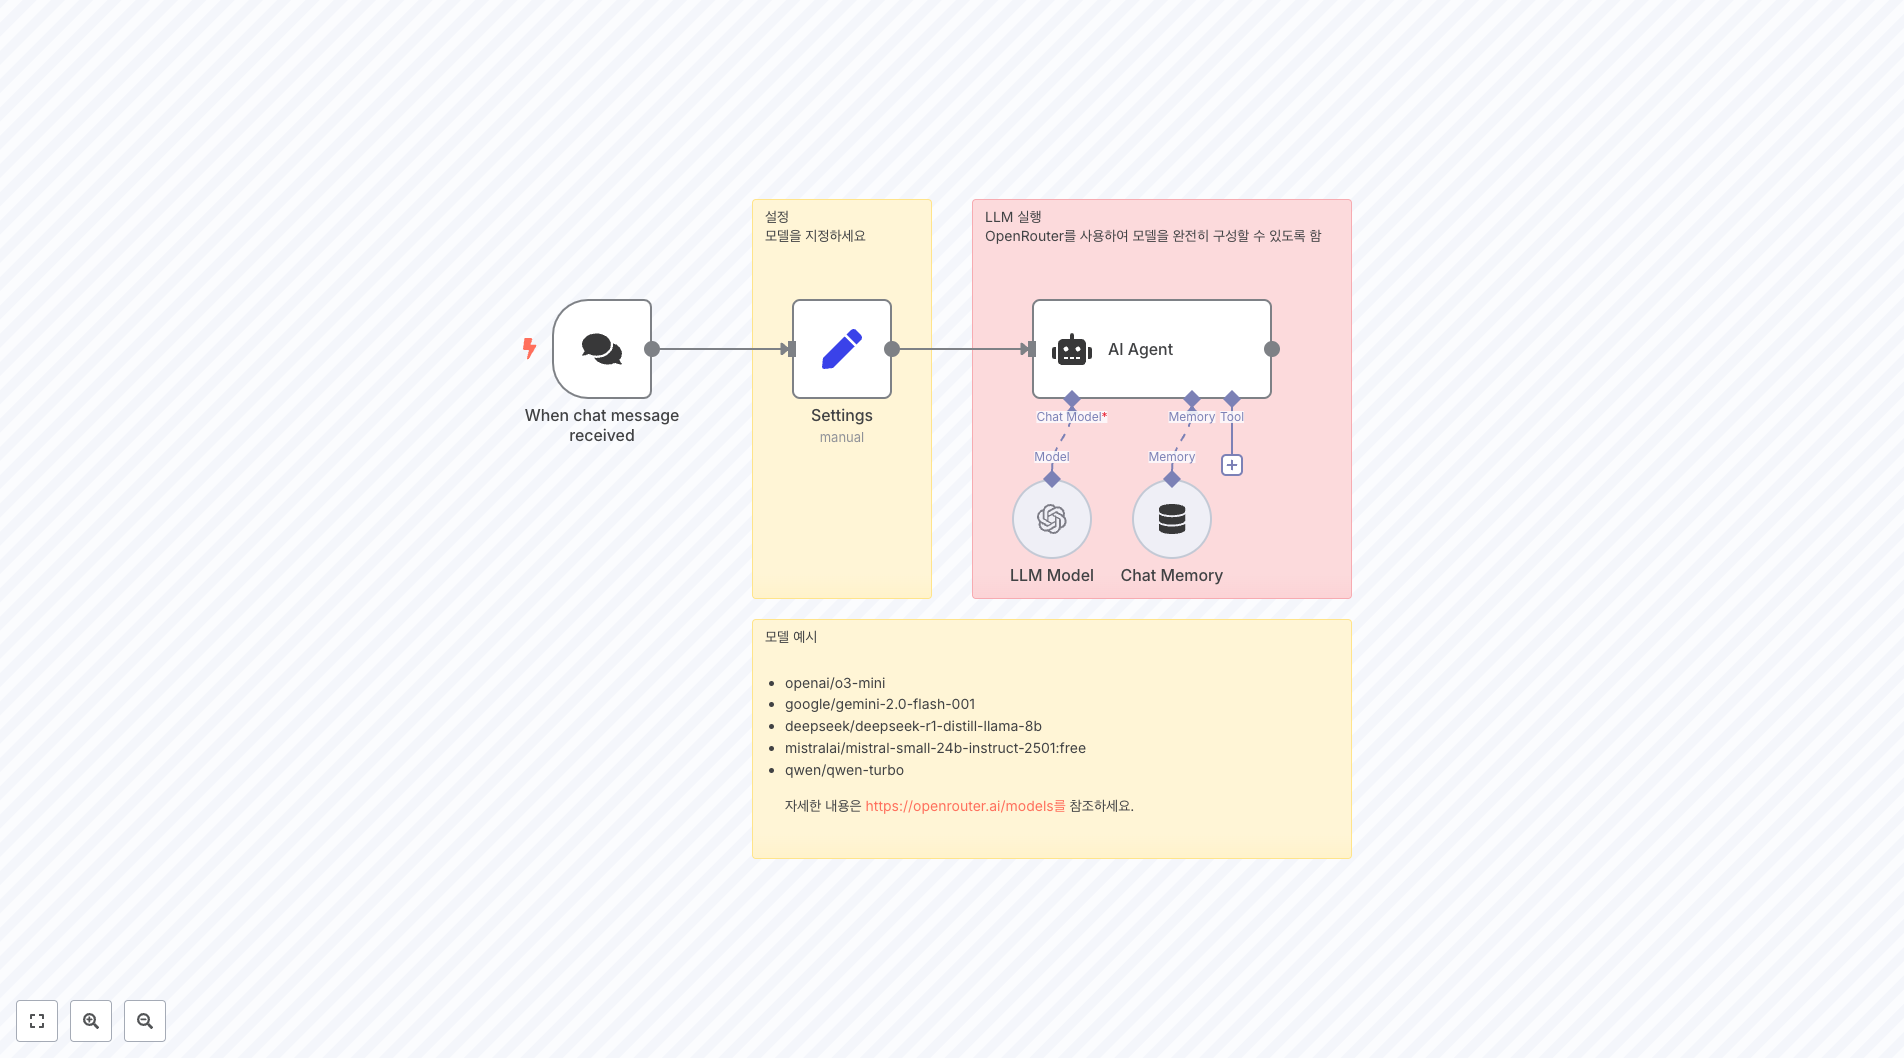 설정
모델을 지정하세요
LLM 실행
OpenRouter를 사용하여 모델을 완전히 구성할 수 있도록 함
When chat message
received
Settings
manual
AI Agent
Chat Model*
Memory
Tool
Model
Memory
LLM Model
Chat Memory
모델 예시
openai/o3-mini
google/gemini-2.0-flash-001
deepseek/deepseek-r1-distill-llama-8b
mistralai/mistral-small-24b-instruct-2501:free
qwen/qwen-turbo
자세한 내용은 https://openrouter.ai/models를 참조하세요.